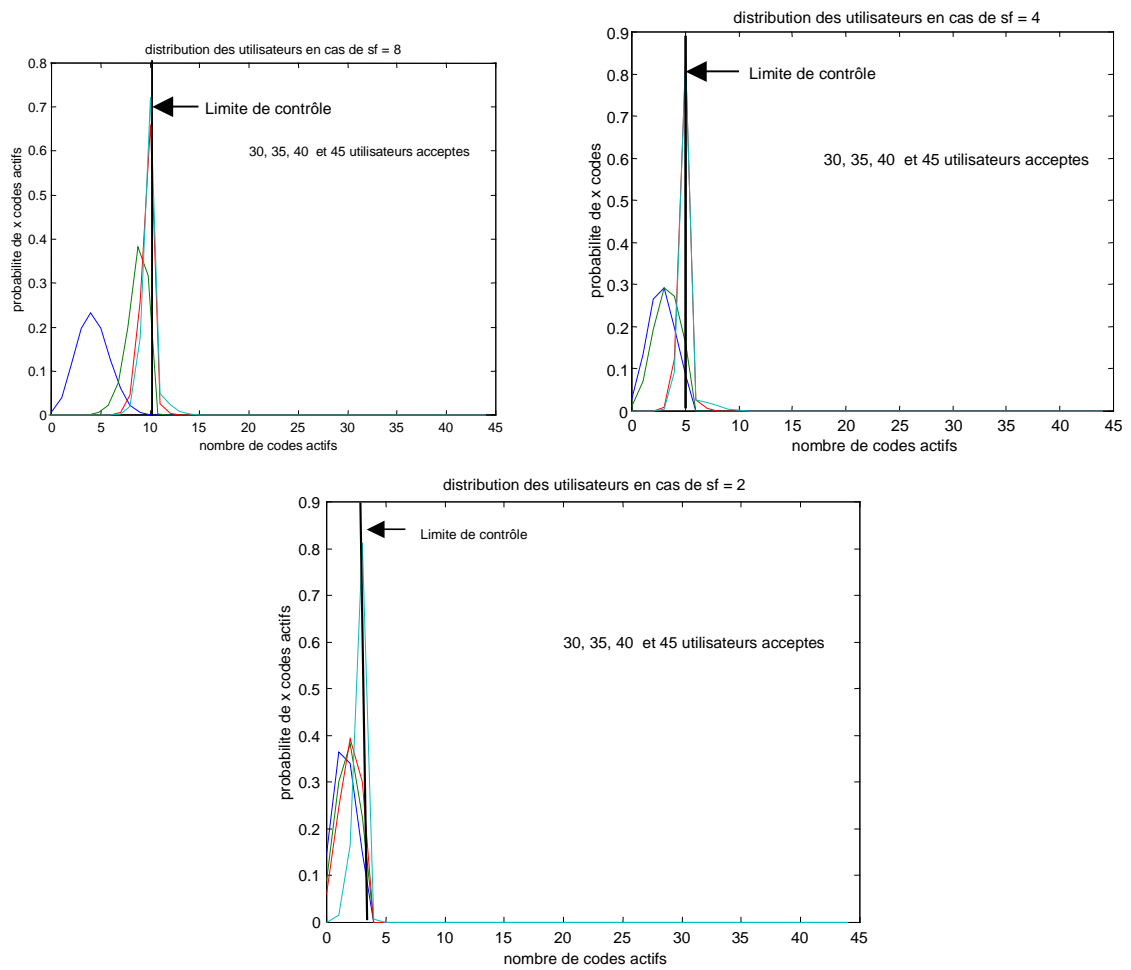 distribution des utilisateurs en cas de sf = 8
0.8
0.7
0.6
0.5
0.4
0.3
0.2
0.1
0
probabilite de x codes actifs
Limite de contrôle
30, 35, 40 et 45 utilisateurs acceptes
0 5 10 15 20 25 30 35 40 45
nombre de codes actifs
distribution des utilisateurs en cas de sf = 4
0.9
0.8
0.7
0.6
0.5
0.4
0.3
0.2
0.1
0
probabilite de x codes
Limite de contrôle
30, 35, 40 et 45 utilisateurs acceptes
0 5 10 15 20 25 30 35 40 45
nombre de codes actifs
distribution des utilisateurs en cas de sf = 2
0.9
0.8
0.7
0.6
0.5
0.4
0.3
0.2
0.1
0
probabilite de x codes actifs
Limite de contrôle
30, 35, 40 et 45 utilisateurs acceptes
0 5 10 15 20 25 30 35 40 45
nombre de codes actifs